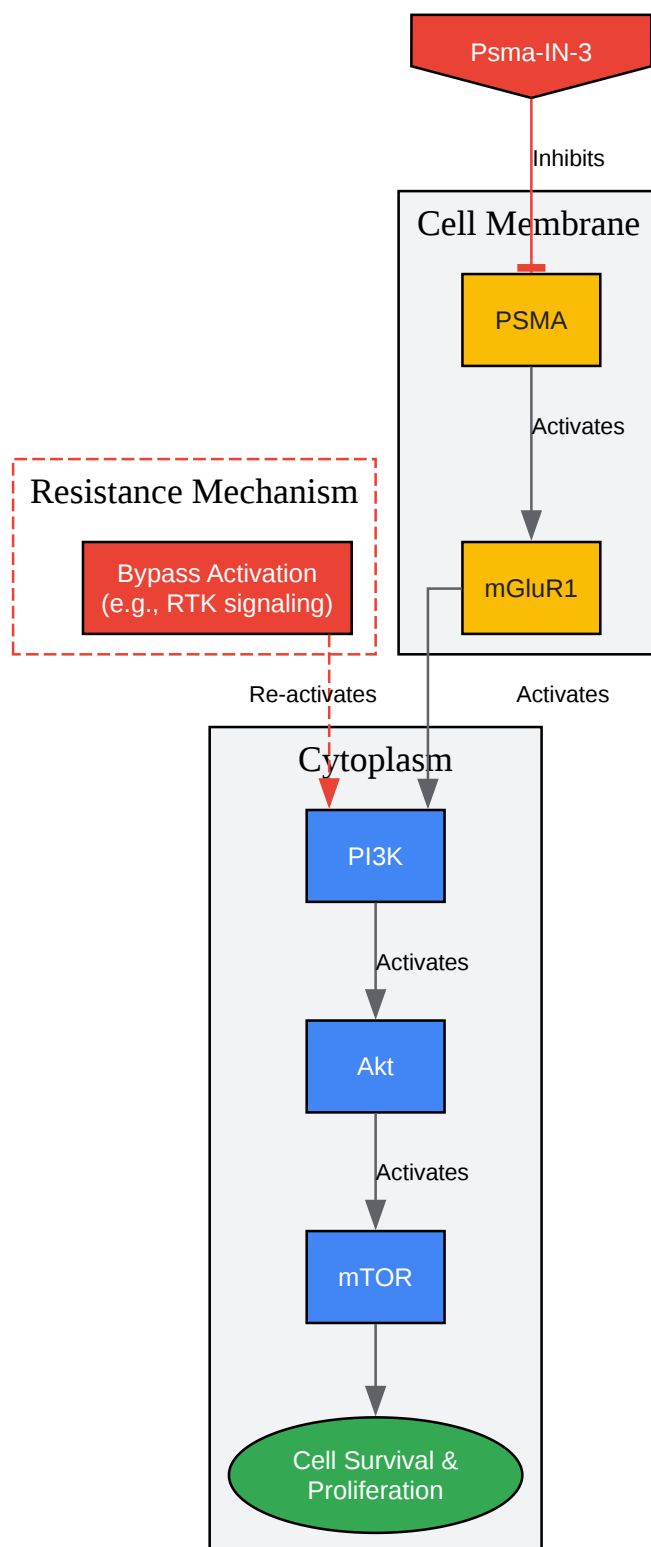 Psma-IN-3
Inhibits
Cell Membrane
PSMA
Activates
Resistance Mechanism
Bypass Activation
(e.g., RTK signaling)
mGluR1
Re-activates
Activates
Cytoplasm
PI3K
Activates
Akt
Activates
mTOR
Cell Survival &
Proliferation